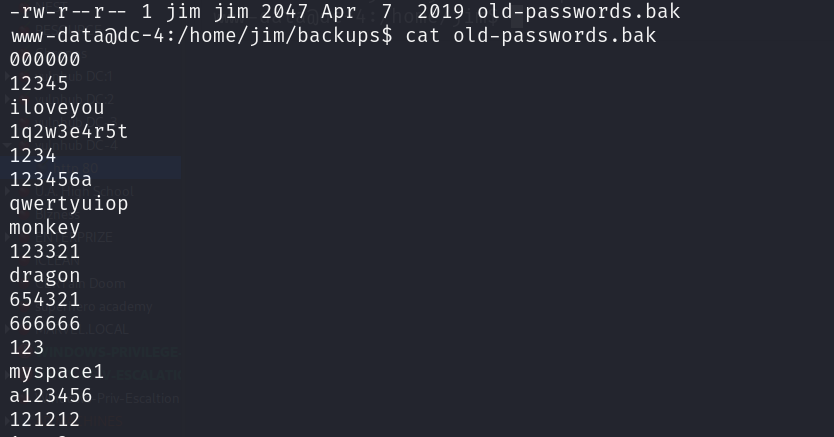 -rw-r--r-- 1 jim jim 2047 Apr  7  2019 old-passwords.bak
www-data@dc-4:/home/jim/backups$ cat old-passwords.bak
000000
12345
iloveyou
1q2w3e4r5t
1234
123456a
qwertyuiop
monkey
123321
dragon
654321
666666
123
myspace1
a123456
121212